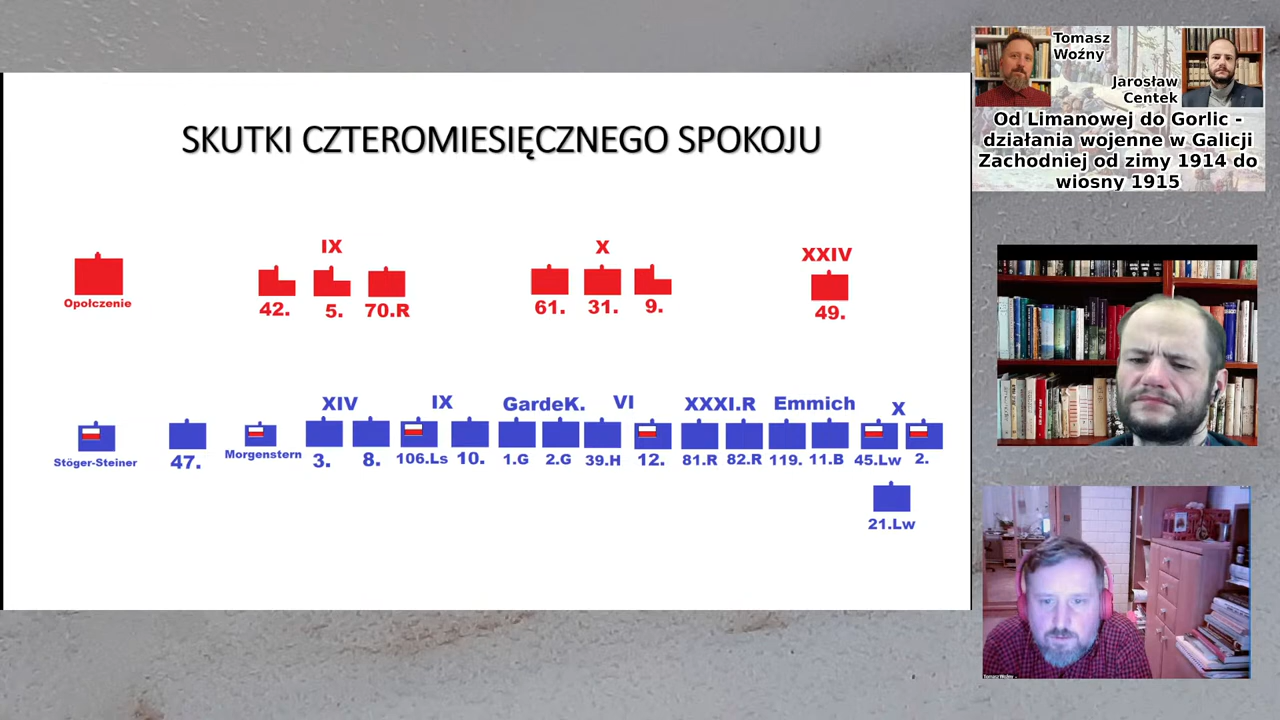 SKUTKI CZTEROMIESIĘCZNEGO SPOKOJU
IX
X
XXIV
Opołczenie
42.
5.
70.R
61.
31.
9.
49.
XIV
IX
GardeK.
VI
XXXI.R
Emmich
X
Stöger-Steiner
47.
Morgenstern
3.
8.
106.Ls
10.
1.G
2.G
39.H
12.
81.R
82.R
119.
11.B
45.Lw
2.
21.Lw
Tomasz
Woźny
Jarosław
Centek
Od Limanowej do Gorlic -
działania wojenne w Galicji
Zachodniej od zimy 1914 do
wiosny 1915
Tomasz Woźny